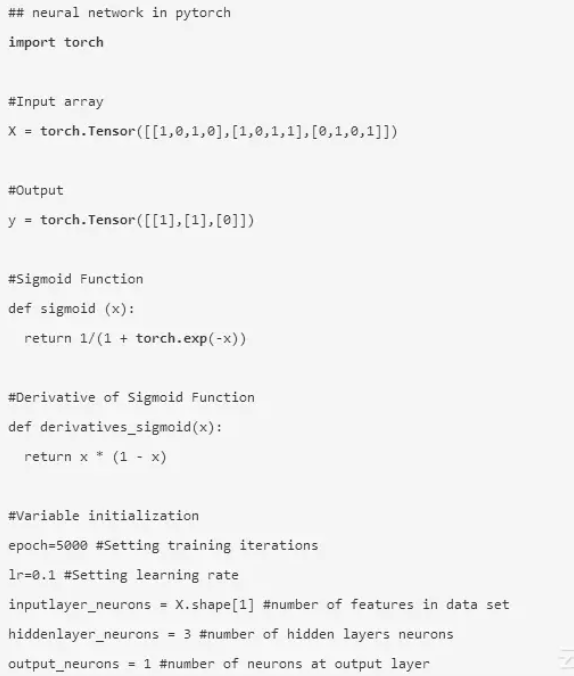 ## neural network in pytorch
import torch
#Input array
X = torch.Tensor([[1,0,1,0],[1,0,1,1],[0,1,0,1]])
#Output
y = torch.Tensor([[1],[1],[0]])
#Sigmoid Function
def sigmoid (x):
  return 1/(1 + torch.exp(-x))
#Derivative of Sigmoid Function
def derivatives_sigmoid(x):
  return x * (1 - x)
#Variable initialization
epoch=5000 #Setting training iterations
lr=0.1 #Setting learning rate
inputlayer_neurons = X.shape[1] #number of features in data set
hiddenlayer_neurons = 3 #number of hidden layers neurons
output_neurons = 1 #number of neurons at output layer